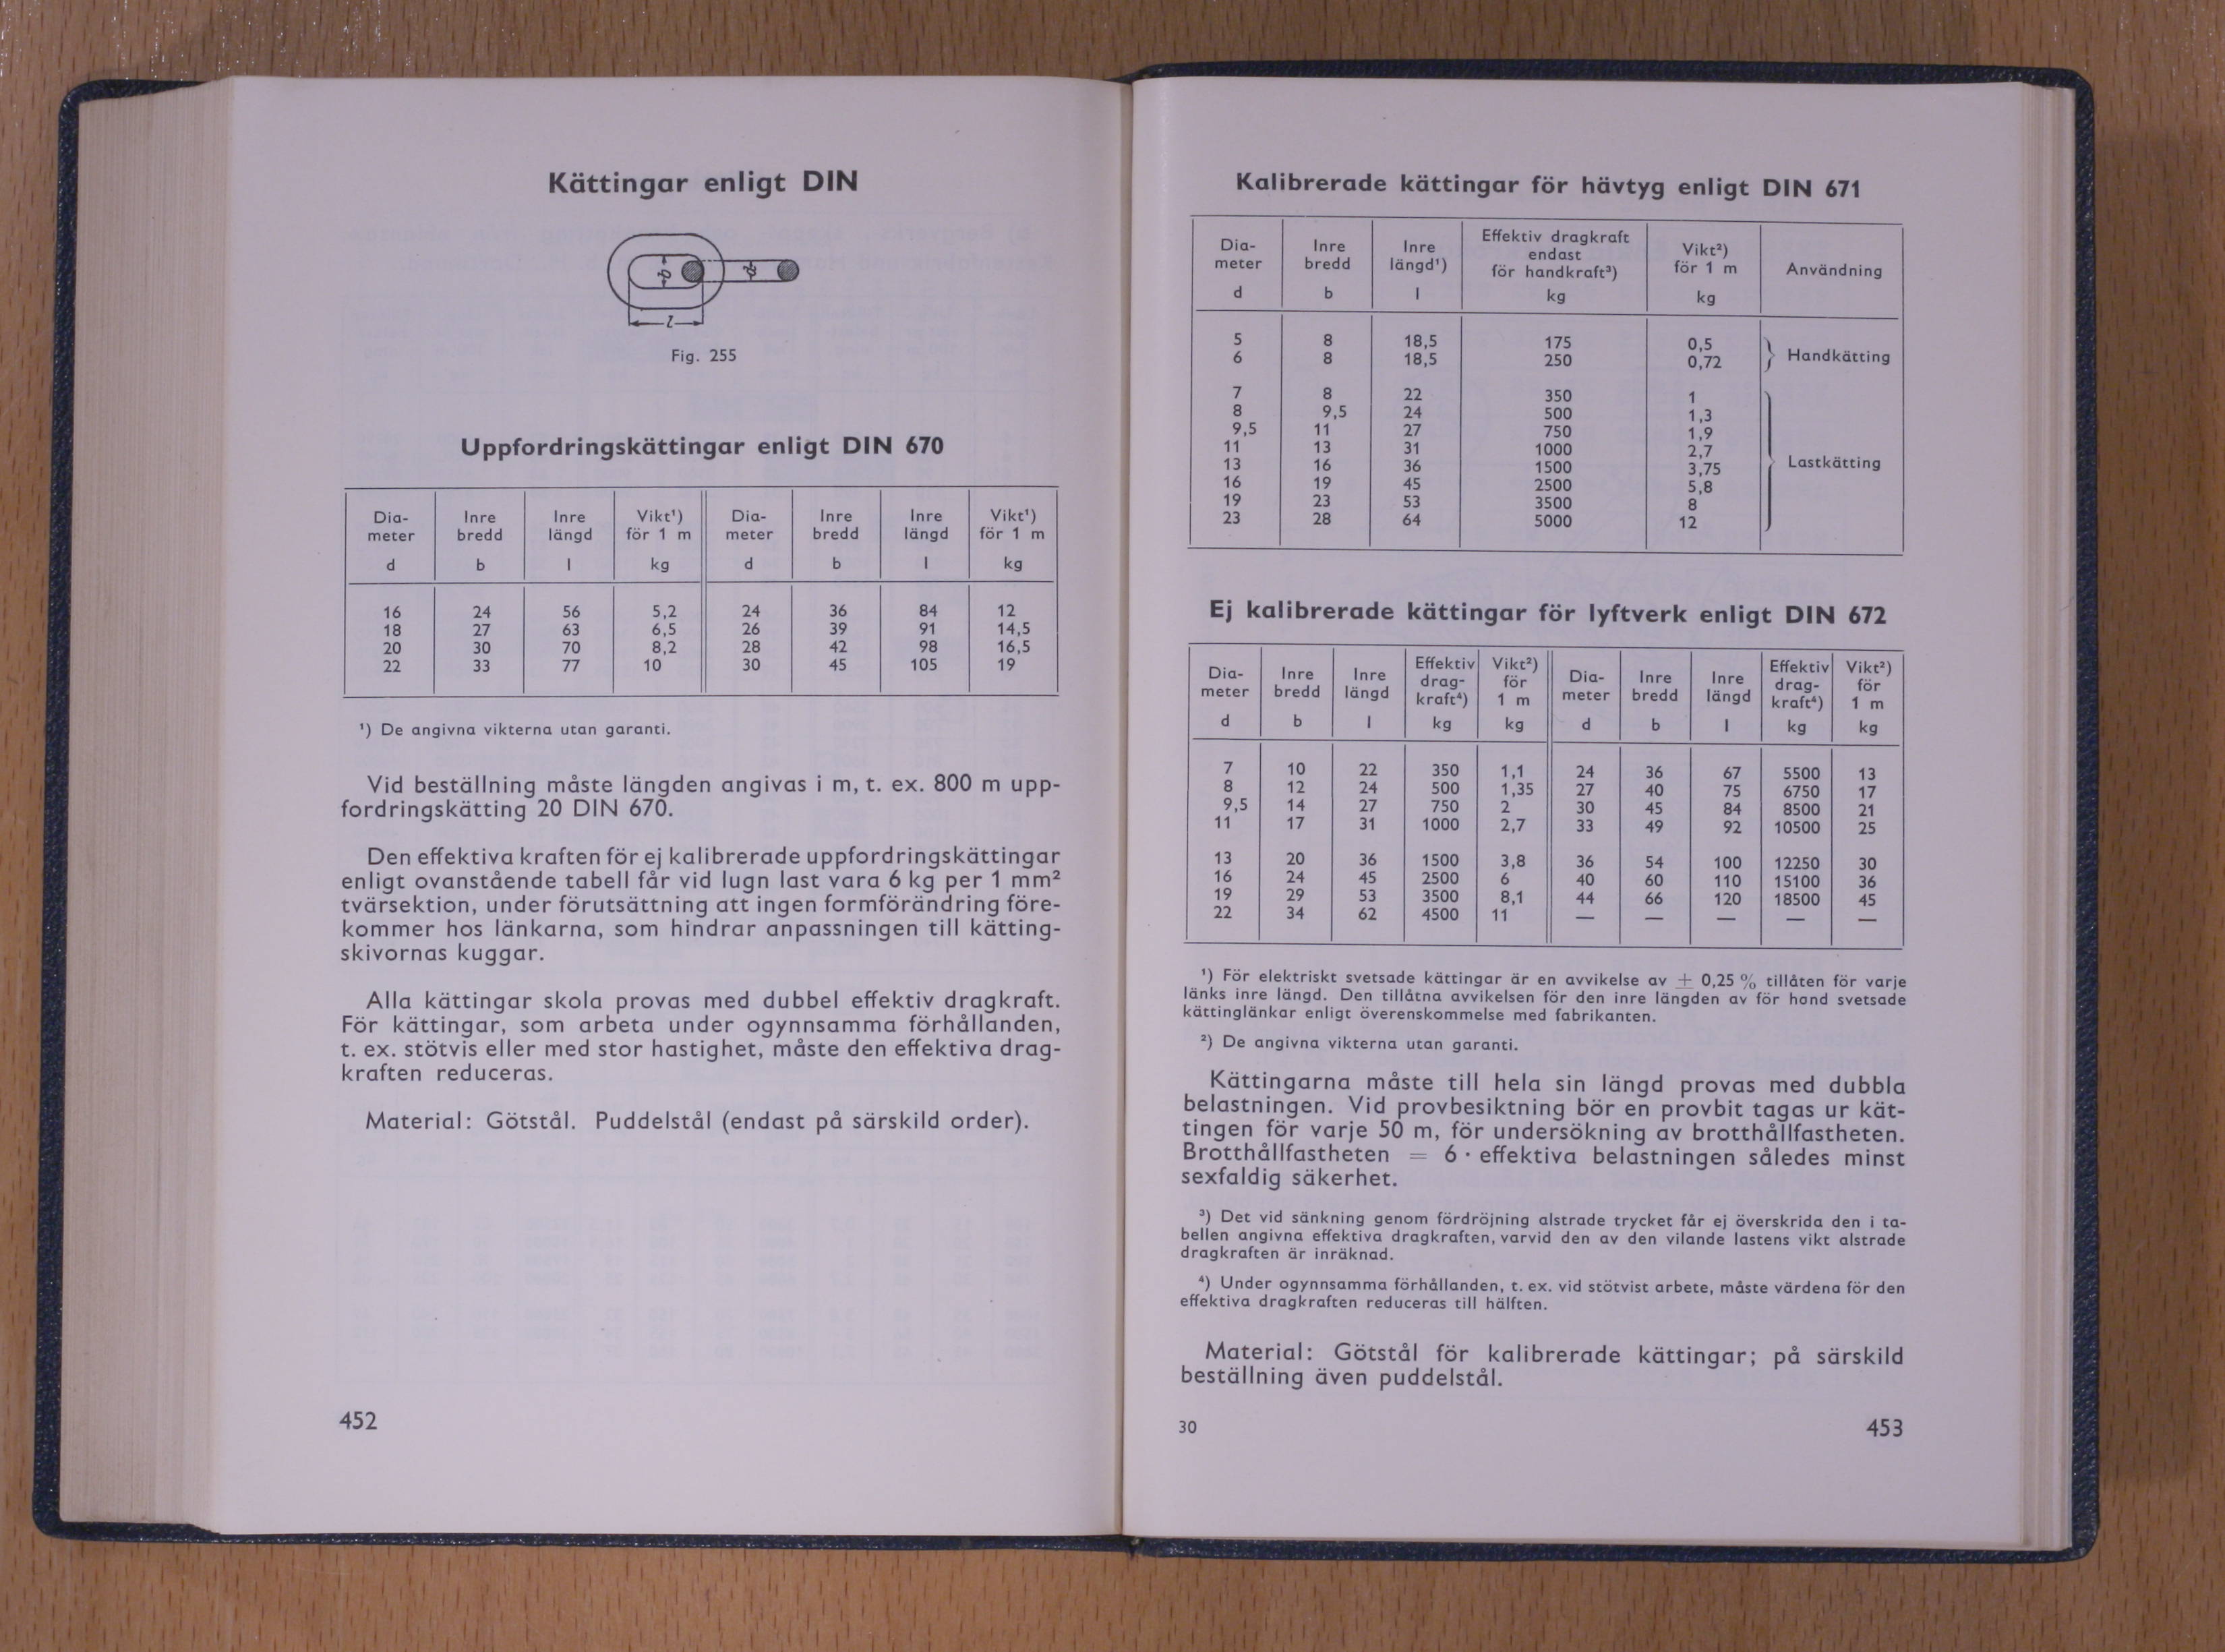 Kättingar enligt DIN
b d
l
Fig. 255
Uppfordringskättingar enligt DIN 670
Dia- Inre Inre Vikt¹) Dia- Inre Inre Vikt¹)
meter bredd längd för 1 m meter bredd längd för 1 m
d b l kg d b l kg
16 24 56 5,2 24 36 84 12
18 27 63 6,5 26 39 91 14,5
20 30 70 8,2 28 42 98 16,5
22 33 77 10 30 45 105 19
¹) De angivna vikterna utan garanti.
Vid beställning måste längden angivas i m, t. ex. 800 m upp-
fordringskätting 20 DIN 670.
Den effektiva kraften för ej kalibrerade uppfordringskättingar
enligt ovanstående tabell får vid lugn last vara 6 kg per 1 mm²
tvärsektion, under förutsättning att ingen formförändring före-
kommer hos länkarna, som hindrar anpassningen till kätting-
skivornas kuggar.
Alla kättingar skola provas med dubbel effektiv dragkraft.
För kättingar, som arbeta under ogynnsamma förhållanden,
t. ex. stötvis eller med stor hastighet, måste den effektiva drag-
kraften reduceras.
Material: Götstål. Puddelstål (endast på särskild order).
452
Kalibrerade kättingar för hävtyg enligt DIN 671
Effektiv dragkraft
Dia- Inre Inre endast Vikt²)
meter bredd längd¹) för handkraft³) för 1 m Användning
d b l kg kg
5 8 18,5 175 0,5
6 8 18,5 250 0,72 Handkätting
7 8 22 350 1
8 9,5 24 500 1,3
9,5 11 27 750 1,9
11 13 31 1000 2,7
13 16 36 1500 3,75 Lastkätting
16 19 45 2500 5,8
19 23 53 3500 8
23 28 64 5000 12
Ej kalibrerade kättingar för lyftverk enligt DIN 672
Effektiv Vikt²) Effektiv Vikt²)
Dia- Inre Inre drag- för Dia- Inre Inre drag- för
meter bredd längd kraft⁴) 1 m meter bredd längd kraft⁴) 1 m
d b l kg kg d b l kg kg
7 10 22 350 1,1 24 36 67 5500 13
8 12 24 500 1,35 27 40 75 6750 17
9,5 14 27 750 2 30 45 84 8500 21
11 17 31 1000 2,7 33 49 92 10500 25
13 20 36 1500 3,8 36 54 100 12250 30
16 24 45 2500 6 40 60 110 15100 36
19 29 53 3500 8,1 44 66 120 18500 45
22 34 62 4500 11 — — — — —
¹) För elektriskt svetsade kättingar är en avvikelse av ± 0,25 % tillåten för varje
länks inre längd. Den tillåtna avvikelsen för den inre längden av för hand svetsade
kättinglänkar enligt överenskommelse med fabrikanten.
²) De angivna vikterna utan garanti.
Kättingarna måste till hela sin längd provas med dubbla
belastningen. Vid provbesiktning bör en provbit tagas ur kät-
tingen för varje 50 m, för undersökning av brotthållfastheten.
Brotthållfastheten = 6 · effektiva belastningen således minst
sexfaldig säkerhet.
³) Det vid sänkning genom fördröjning alstrade trycket får ej överskrida den i ta-
bellen angivna effektiva dragkraften, varvid den av den vilande lastens vikt alstrade
dragkraften är inräknad.
⁴) Under ogynnsamma förhållanden, t. ex. vid stötvist arbete, måste värdena för den
effektiva dragkraften reduceras till hälften.
Material: Götstål för kalibrerade kättingar; på särskild
beställning även puddelstål.
30 453